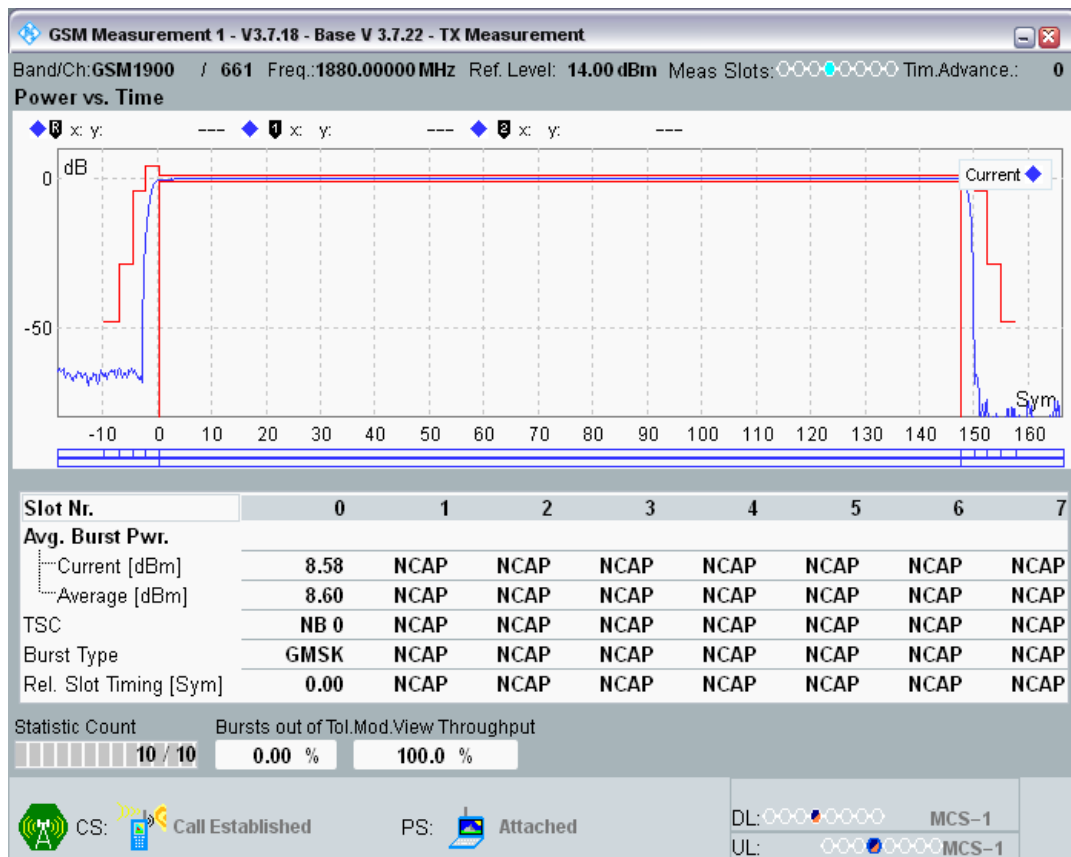 GSM Measurement 1 - V3.7.18 - Base V 3.7.22 - TX Measurement
Band/Ch:GSM1900 / 661 Freq.:1880.00000 MHz Ref. Level: 14.00 dBm Meas Slots: Tim.Advance.: 0
Power vs. Time
R x: y: --- 1 x: y: --- 2 x: y: ---
dB
Current
0
-50
Sym
-10 0 10 20 30 40 50 60 70 80 90 100 110 120 130 140 150 160
Slot Nr. 0 1 2 3 4 5 6 7
Avg. Burst Pwr.
Current [dBm] 8.58 NCAP NCAP NCAP NCAP NCAP NCAP NCAP
Average [dBm] 8.60 NCAP NCAP NCAP NCAP NCAP NCAP NCAP
TSC NB 0 NCAP NCAP NCAP NCAP NCAP NCAP NCAP
Burst Type GMSK NCAP NCAP NCAP NCAP NCAP NCAP NCAP
Rel. Slot Timing [Sym] 0.00 NCAP NCAP NCAP NCAP NCAP NCAP NCAP
Statistic Count Bursts out of Tol.Mod.View Throughput
10 / 10 0.00 % 100.0 %
CS: Call Established PS: Attached
DL: MCS-1
UL: MCS-1